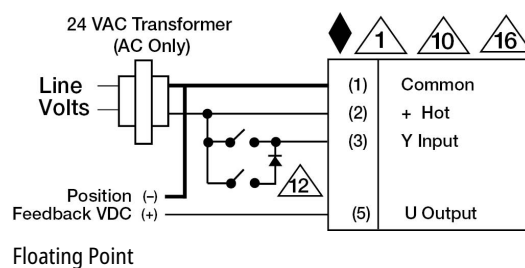 24 VAC Transformer
(AC Only)
1 10 16
Line
Volts
(1) Common
(2) + Hot
(3) Y Input
12
Position (–)
Feedback VDC (+)
(5) U Output
Floating Point